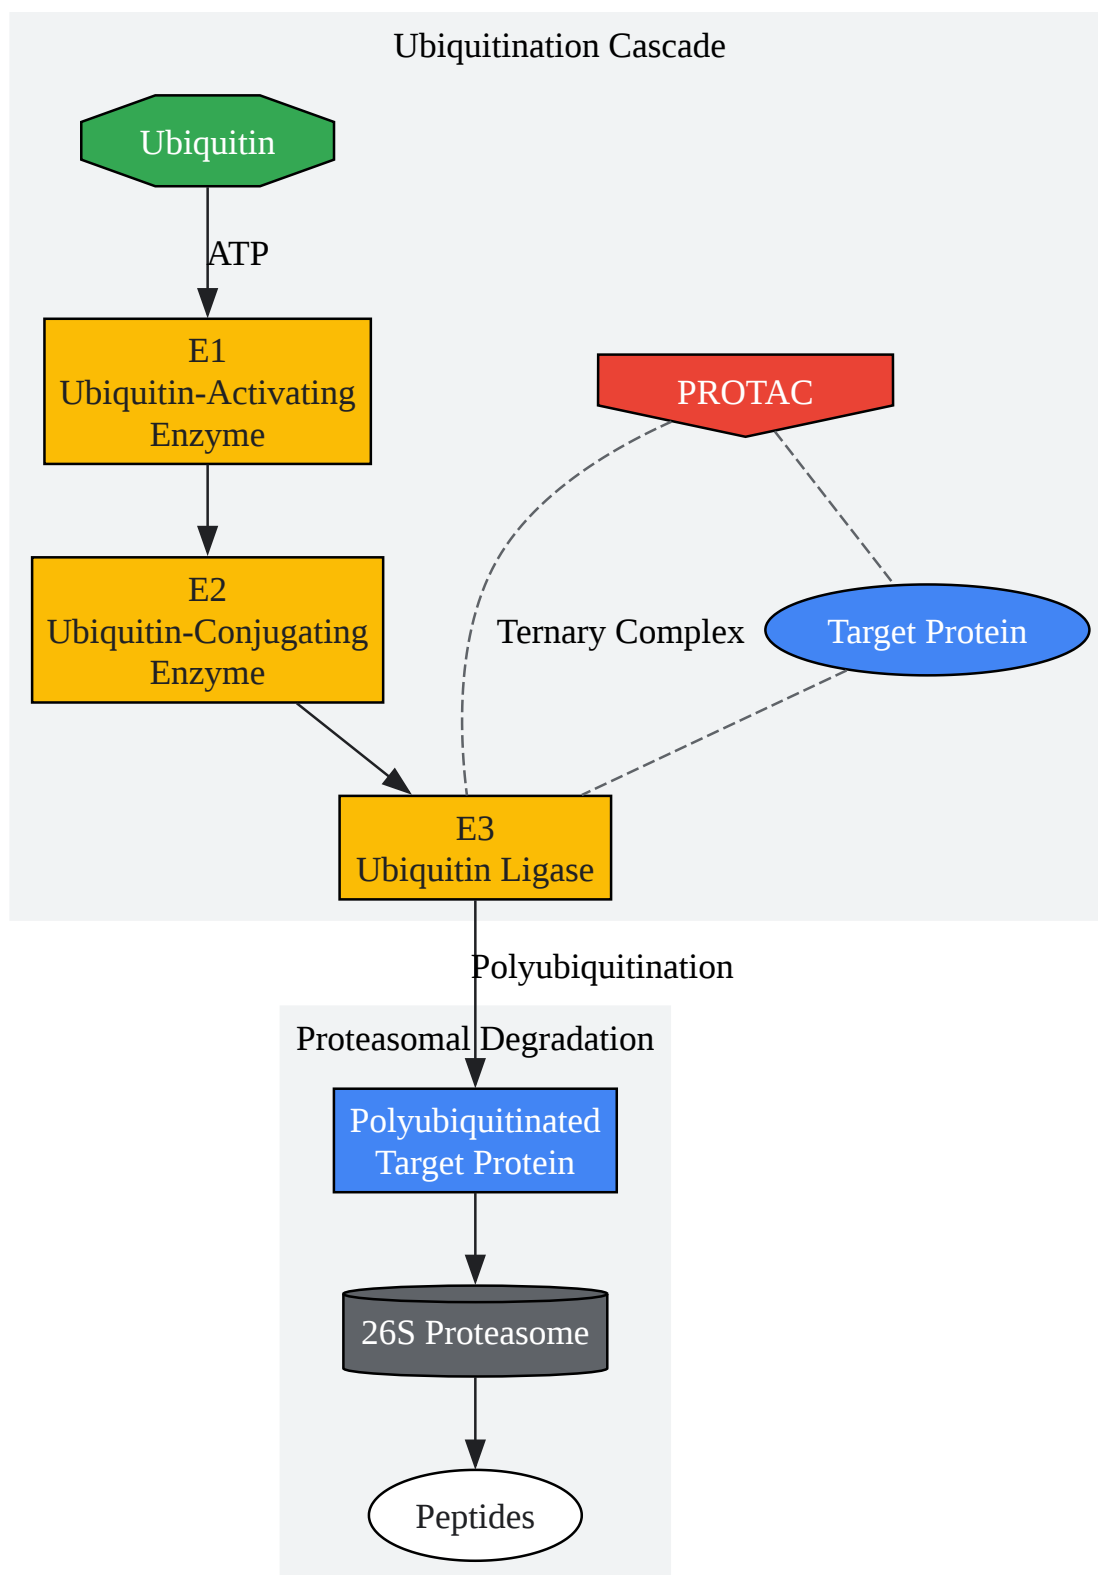 Ubiquitination Cascade
Ubiquitin
ATP
E1
Ubiquitin-Activating
Enzyme
PROTAC
E2
Ubiquitin-Conjugating
Enzyme
Ternary Complex
Target Protein
E3
Ubiquitin Ligase
Polyubiquitination
Proteasomal Degradation
Polyubiquitinated
Target Protein
26S Proteasome
Peptides